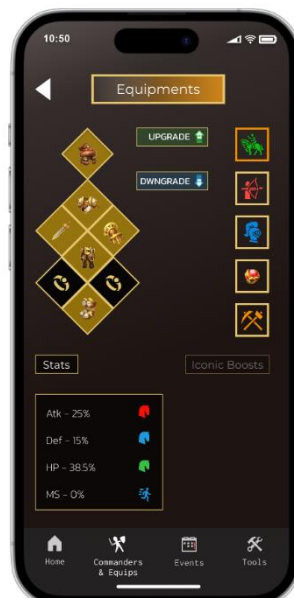 10:50
Equipments
UPGRADE
DWNGRADE
Stats
Iconic Boosts
Atk - 25%
Def - 15%
HP - 38.5%
MS - 0%
Home
Commanders
& Equips
Events
Tools